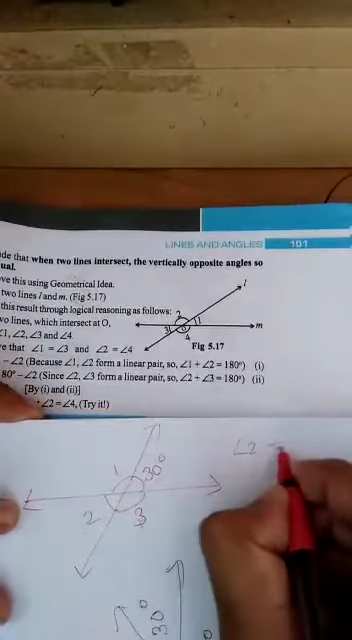 LINES AND ANGLES 101
de that when two lines intersect, the vertically opposite angles so
ual.
ve this using Geometrical Idea.
two lines l and m. (Fig 5.17)
this result through logical reasoning as follows:
wo lines, which intersect at O,
∠1, ∠2, ∠3 and ∠4.
ve that ∠1 = ∠3 and ∠2 = ∠4
− ∠2 (Because ∠1, ∠2 form a linear pair, so, ∠1 + ∠2 = 180°) (i)
80° − ∠2 (Since ∠2, ∠3 form a linear pair, so, ∠2 + ∠3 = 180°) (ii)
[By (i) and (ii)]
∠2 = ∠4, (Try it!)
l
2
1
3
O
m
4
Fig 5.17
1 30°
2 3
∠2 =
30°